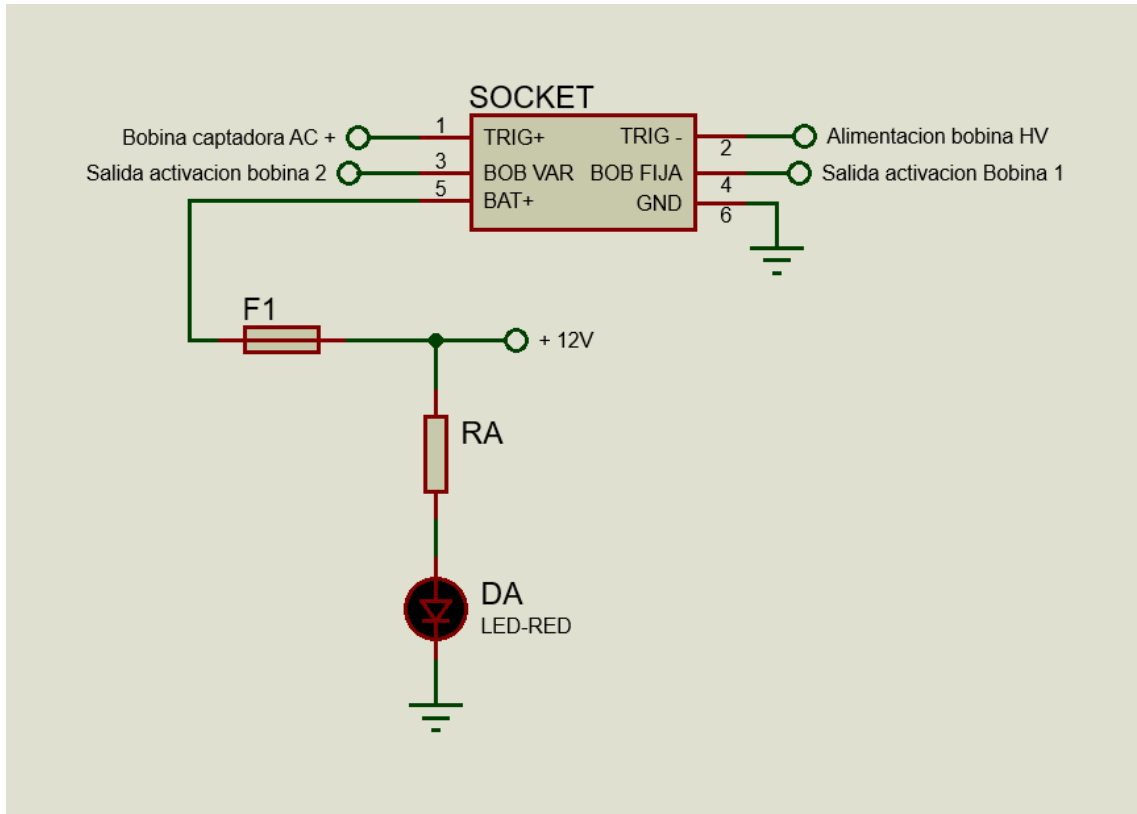 SOCKET
Bobina captadora AC +
1
TRIG+
TRIG -
2
Alimentacion bobina HV
Salida activacion bobina 2
3
BOB VAR
BOB FIJA
4
Salida activacion Bobina 1
5
BAT+
GND
6
F1
+ 12V
RA
DA
LED-RED